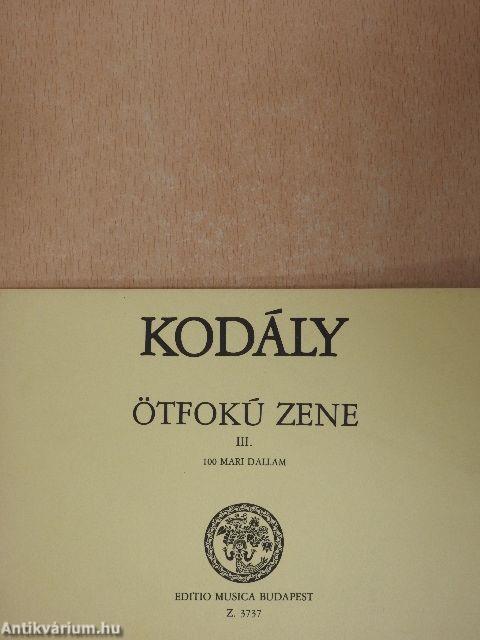 KODÁLY
ÖTFOKÚ ZENE
III.
100 MARI DALLAM
EDITIO MUSICA BUDAPEST
Z. 3737
Antikvárium.hu